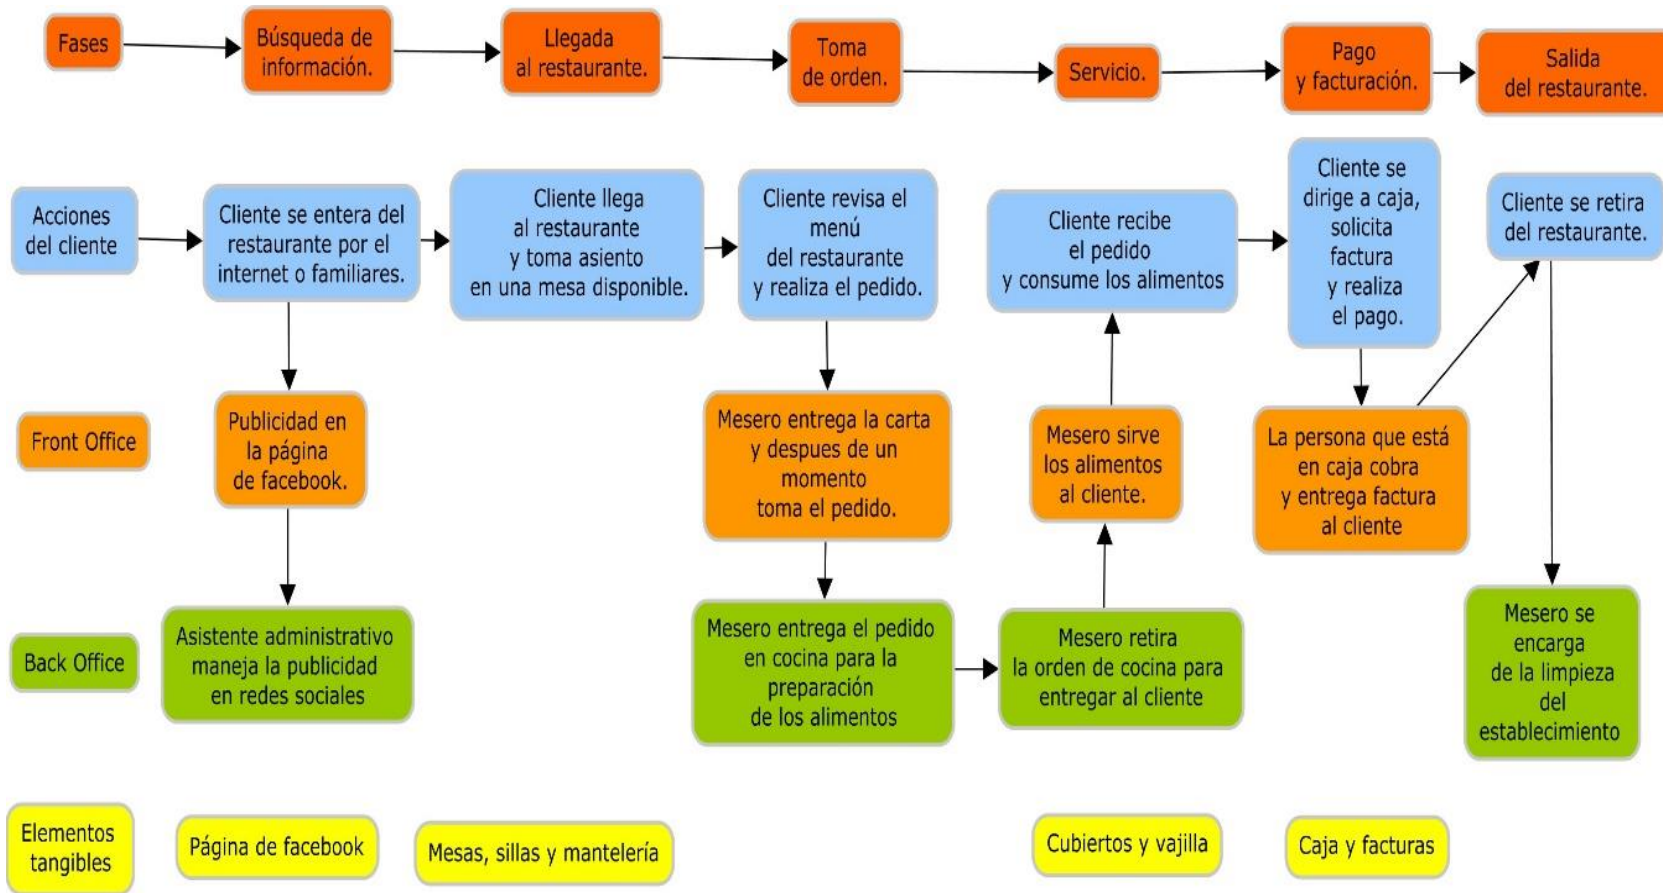 Fases
Búsqueda de
información.
Llegada
al restaurante.
Toma
de orden.
Servicio.
Pago
y facturación.
Salida
del restaurante.
Acciones
del cliente
Cliente se entera del
restaurante por el
internet o familiares.
Cliente llega
al restaurante
y toma asiento
en una mesa disponible.
Cliente revisa el
menú
del restaurante
y realiza el pedido.
Cliente recibe
el pedido
y consume los alimentos
Cliente se
dirige a caja,
solicita
factura
y realiza
el pago.
Cliente se retira
del restaurante.
Front Office
Publicidad en
la página
de facebook.
Mesero entrega la carta
y despues de un
momento
toma el pedido.
Mesero sirve
los alimentos
al cliente.
La persona que está
en caja cobra
y entrega factura
al cliente
Back Office
Asistente administrativo
maneja la publicidad
en redes sociales
Mesero entrega el pedido
en cocina para la
preparación
de los alimentos
Mesero retira
la orden de cocina para
entregar al cliente
Mesero se
encarga
de la limpieza
del
establecimiento
Elementos
tangibles
Página de facebook
Mesas, sillas y mantelería
Cubiertos y vajilla
Caja y facturas